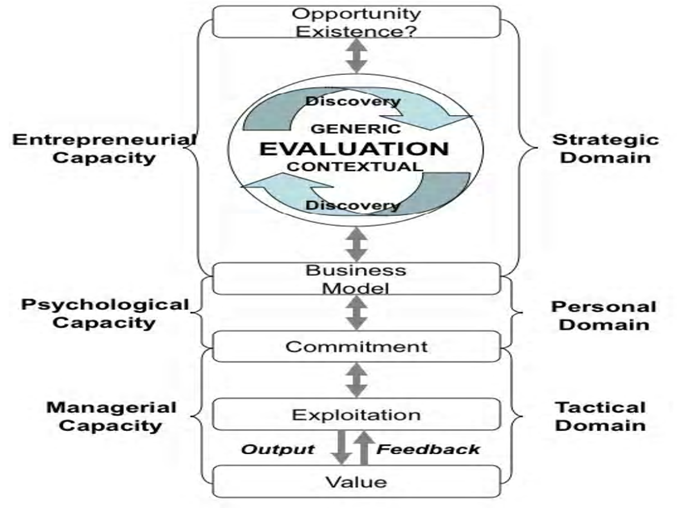 Opportunity
Existence?
Discovery
GENERIC
EVALUATION
CONTEXTUAL
Discovery
Entrepreneurial
Capacity
Strategic
Domain
Business
Model
Psychological
Capacity
Personal
Domain
Commitment
Managerial
Capacity
Exploitation
Tactical
Domain
Output
Feedback
Value